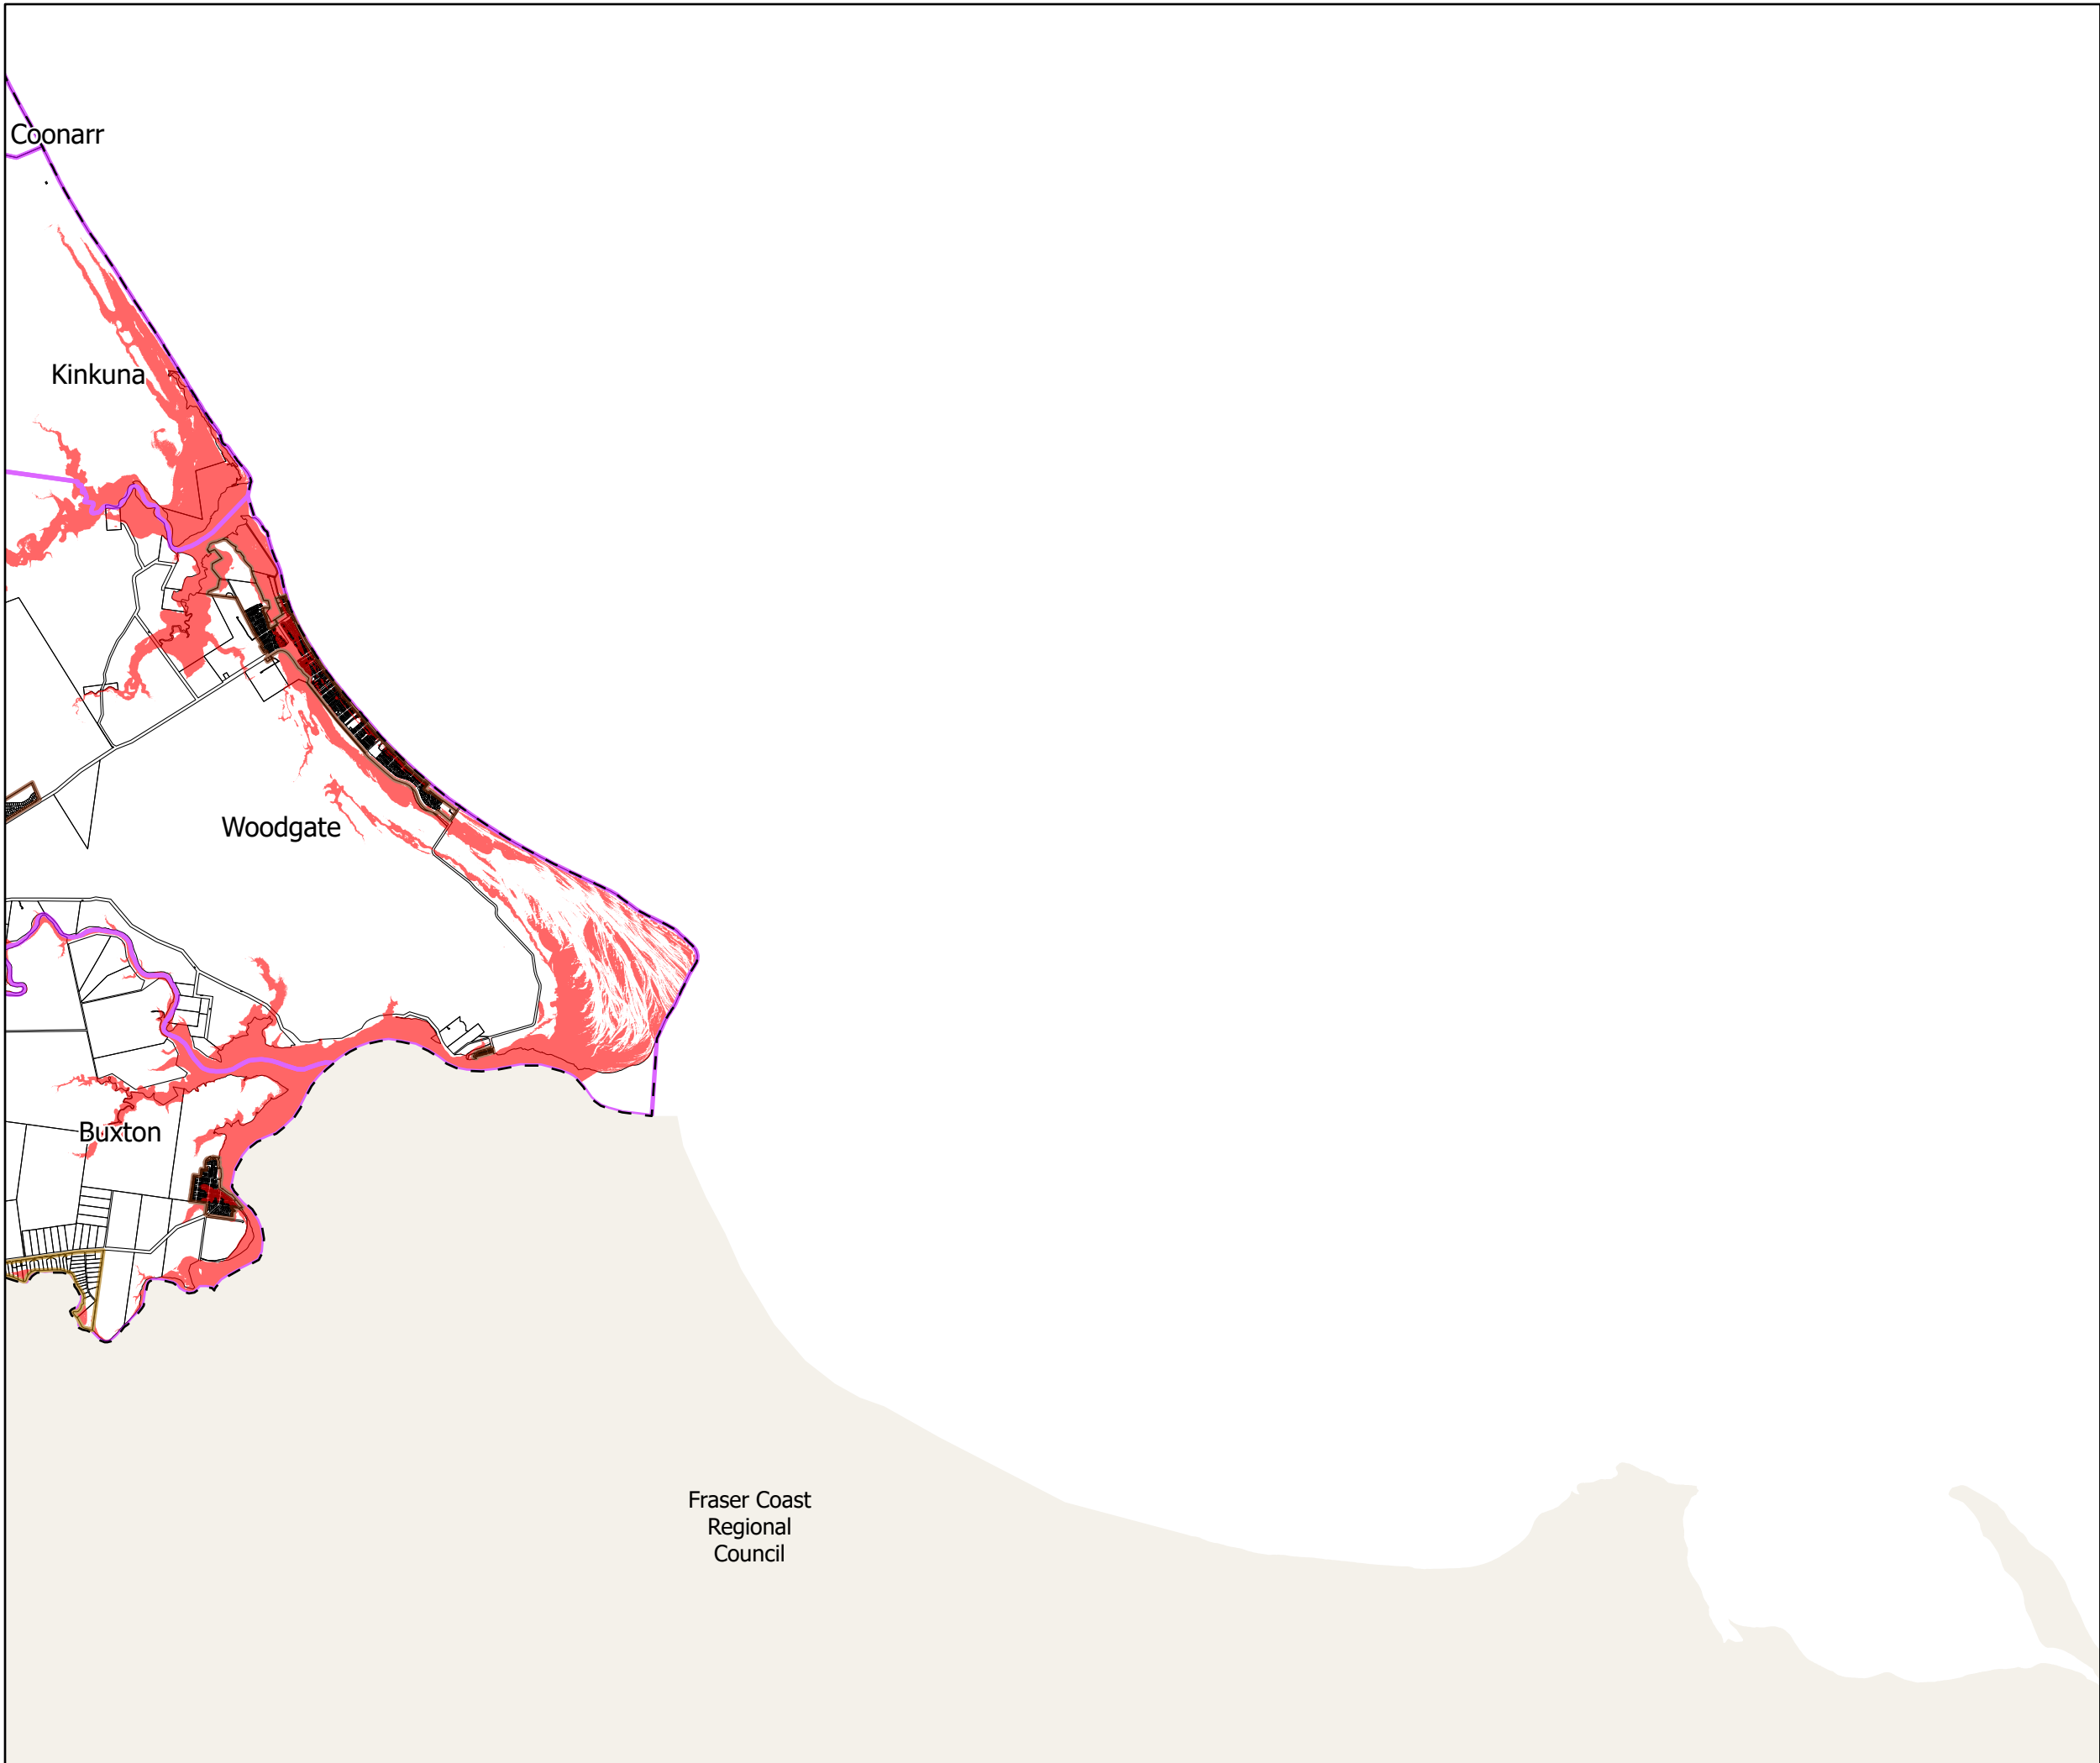 Coonarr
Kinkuna
Woodgate
Buxton
Fraser Coast
Regional
Council